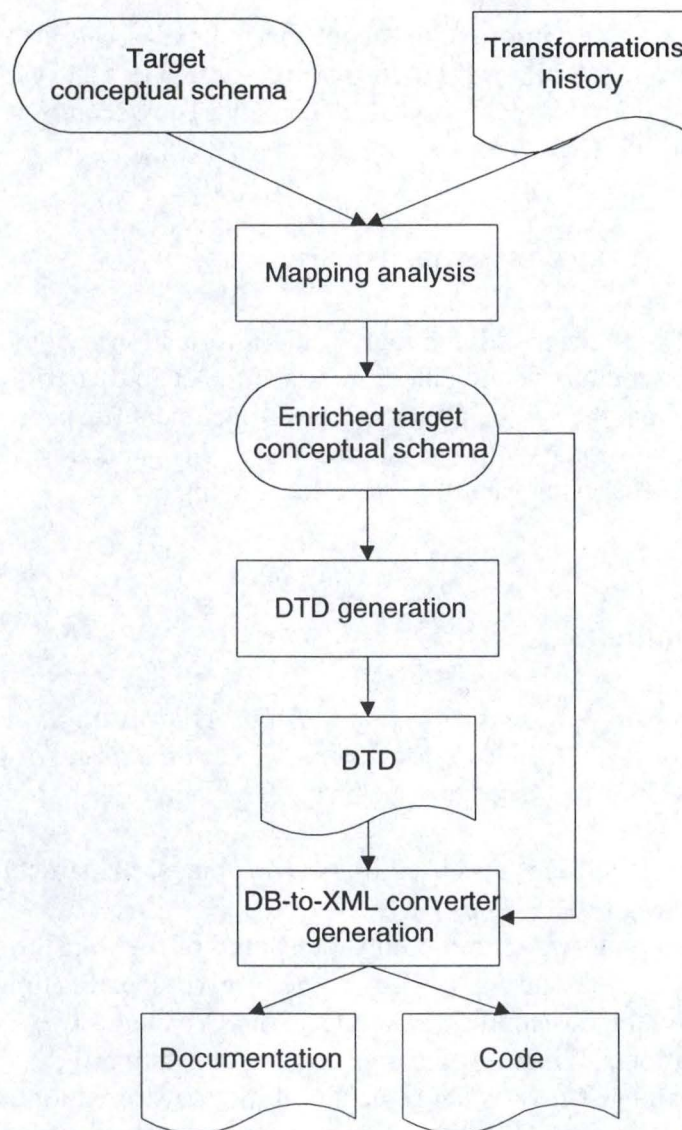 Target
conceptual schema
Transformations
history
Mapping analysis
Enriched target
conceptual schema
DTD generation
DTD
DB-to-XML converter
generation
Documentation
Code